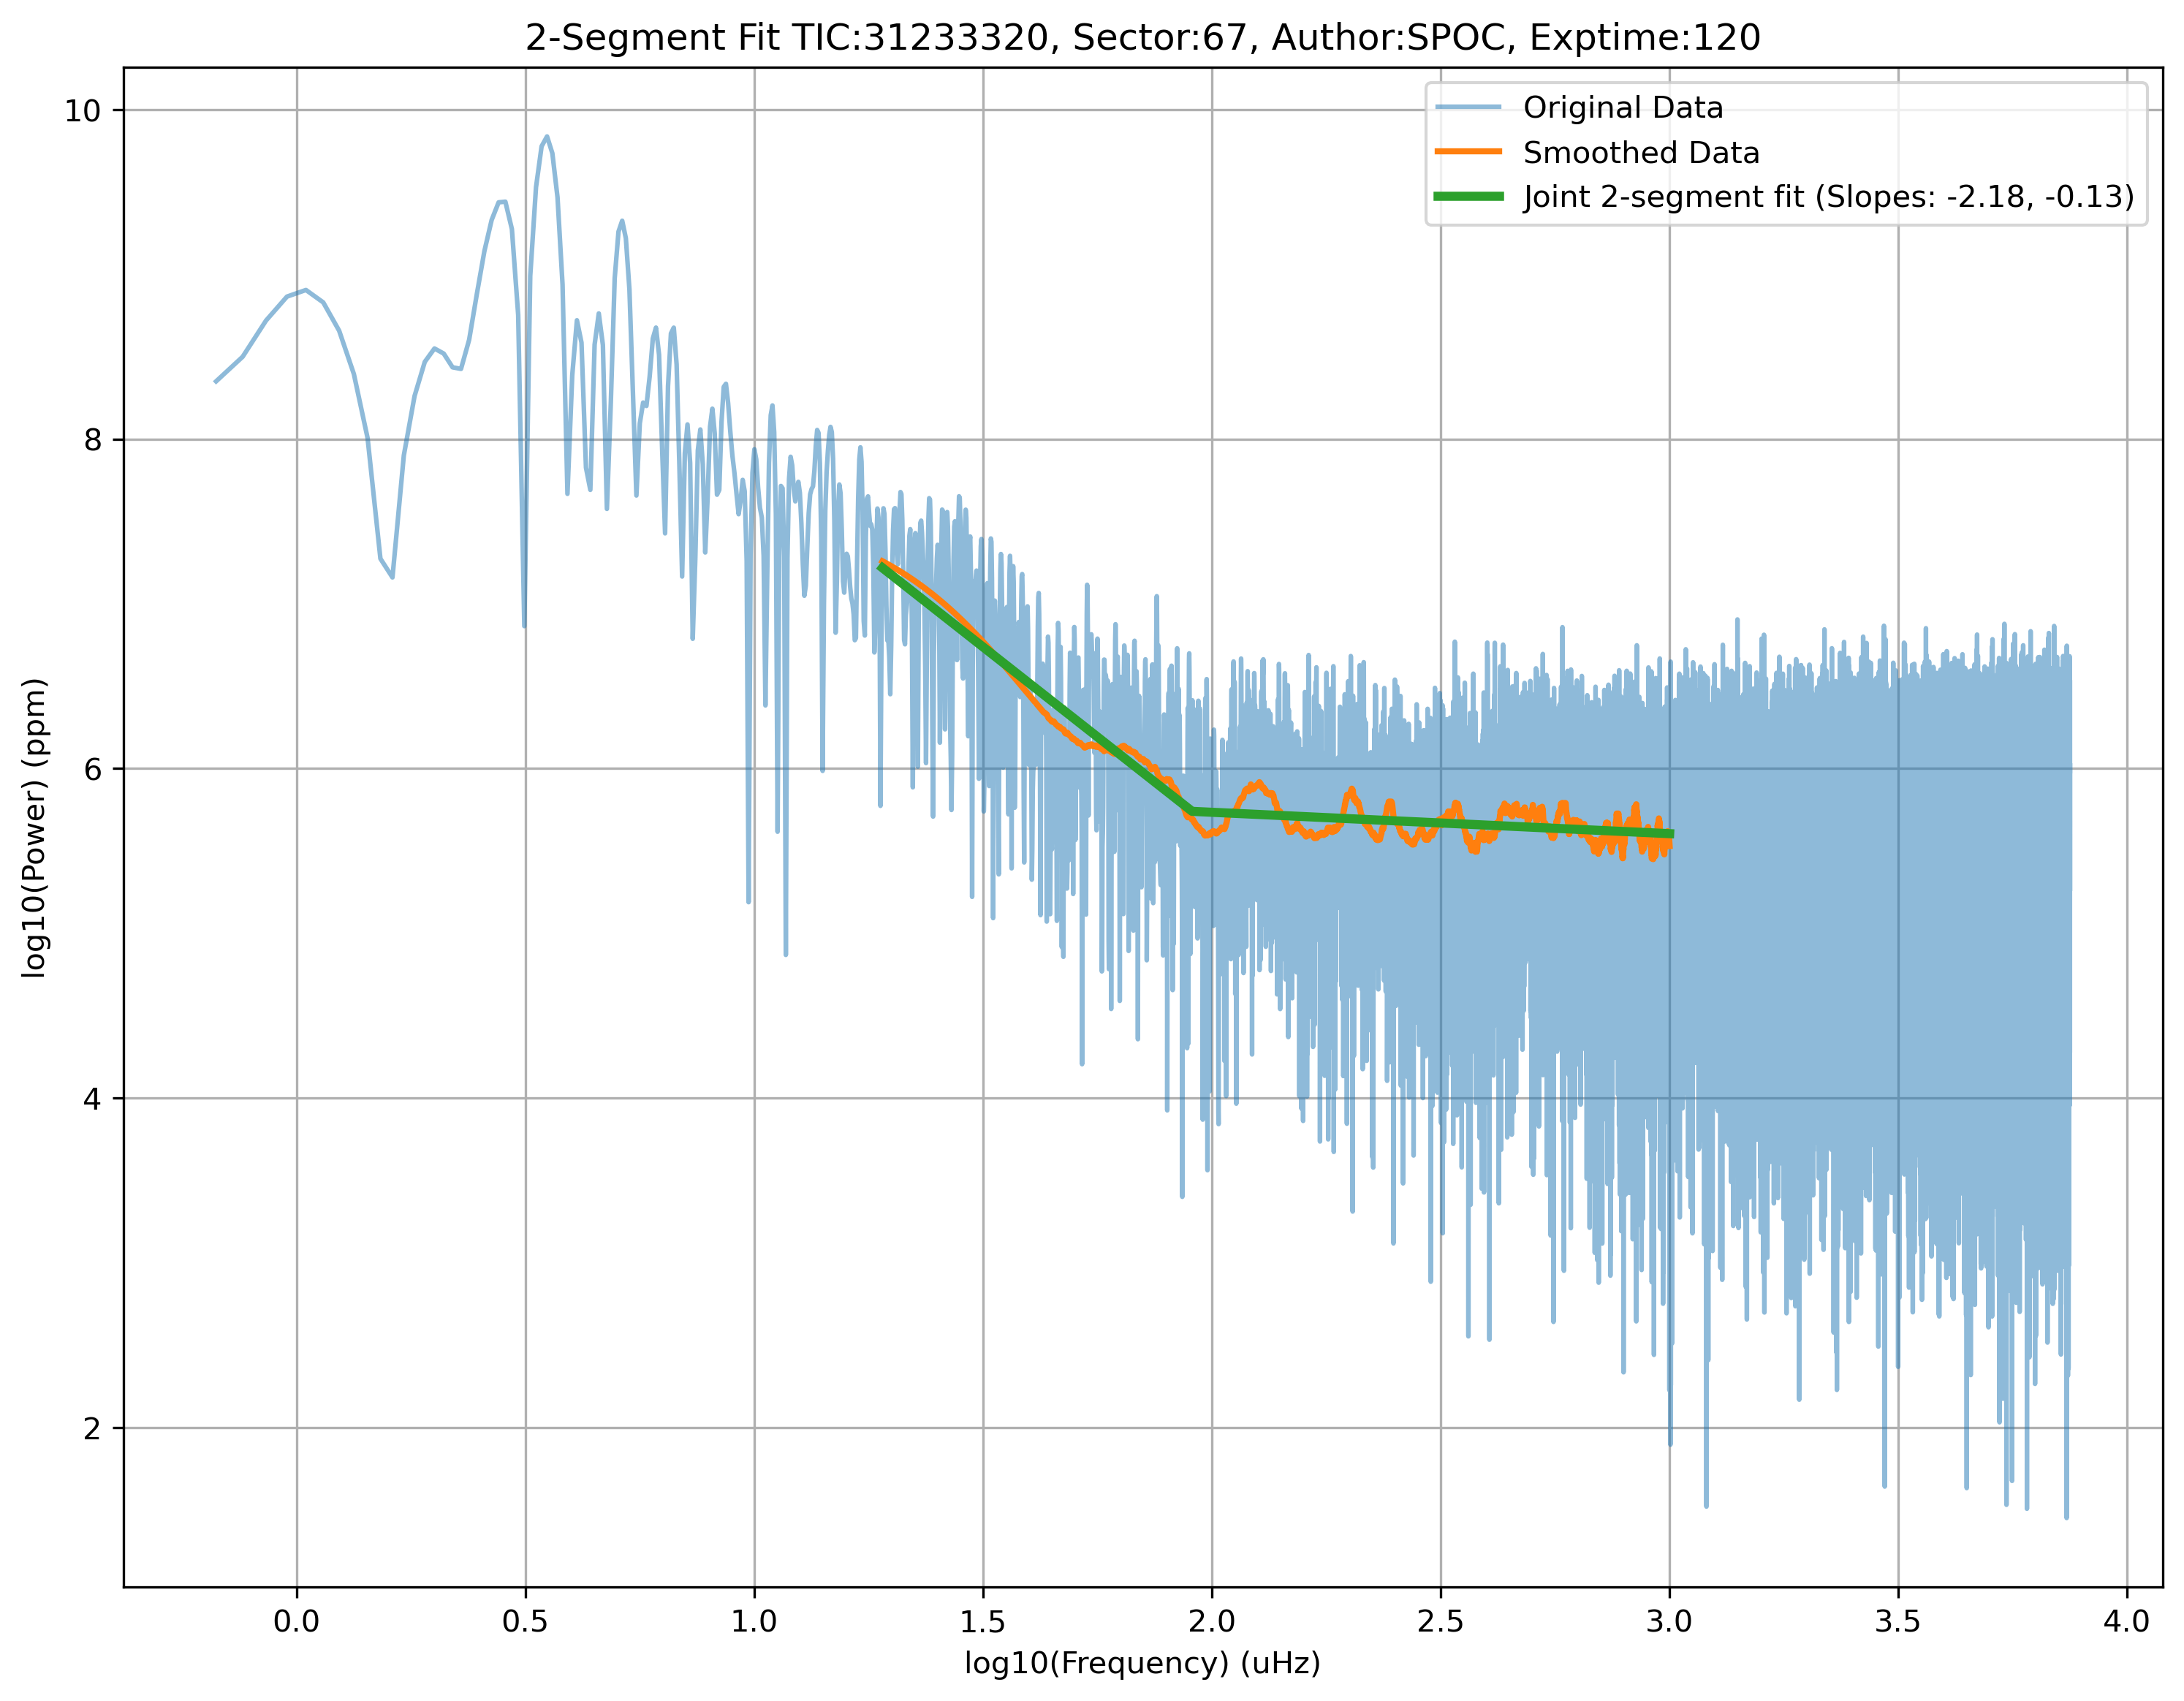 2-Segment Fit TIC:31233320, Sector:67, Author:SPOC, Exptime:120
Original Data
Smoothed Data
Joint 2-segment fit (Slopes: -2.18, -0.13)
log10(Power) (ppm)
10
8
6
4
2
0.0 0.5 1.0 1.5 2.0 2.5 3.0 3.5 4.0
log10(Frequency) (uHz)